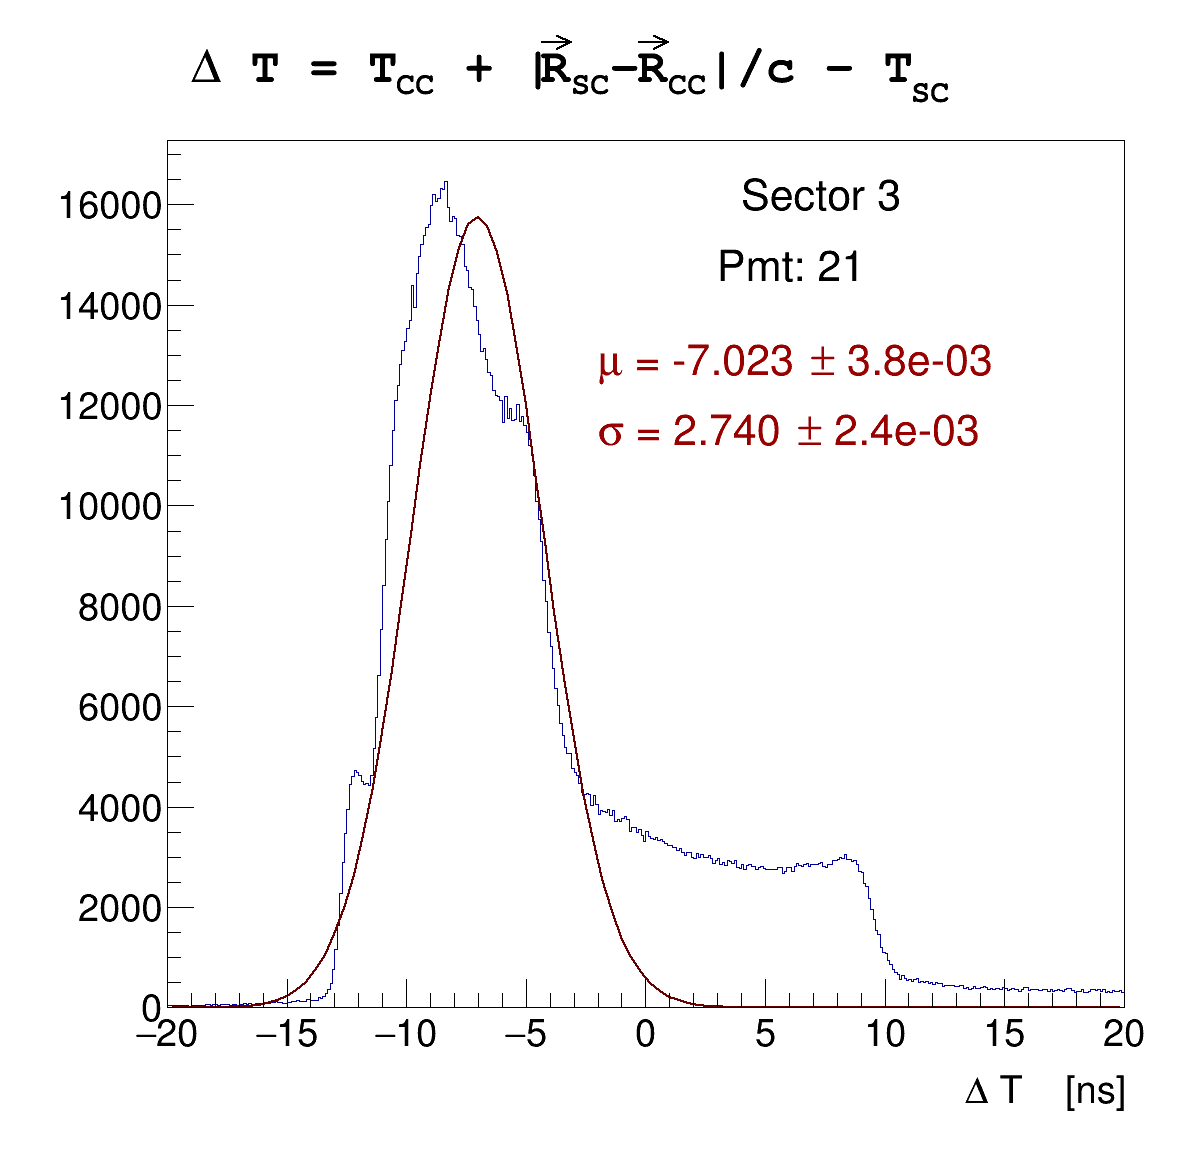 Δ T = T_CC + |R⃗_SC−R⃗_CC|/c − T_SC
Sector 3
Pmt: 21
μ = -7.023 ± 3.8e-03
σ = 2.740 ± 2.4e-03
16000
14000
12000
10000
8000
6000
4000
2000
0
−20 −15 −10 −5 0 5 10 15 20
Δ T [ns]